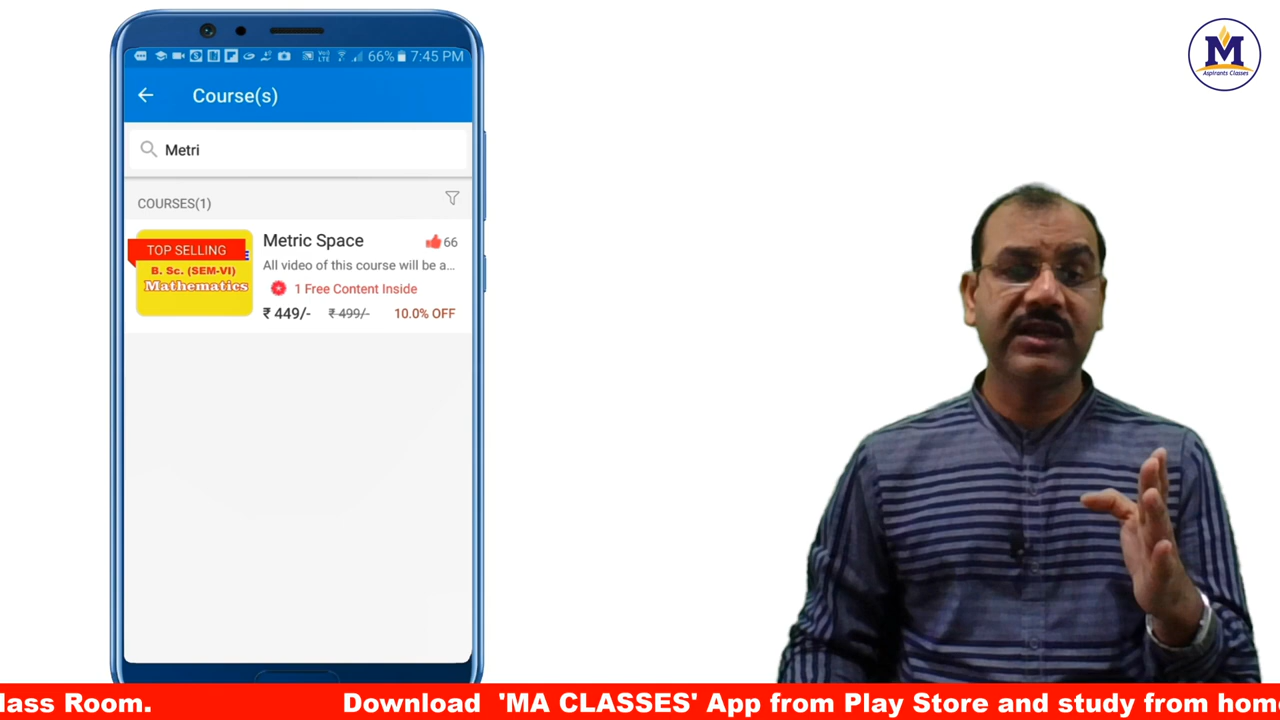 66% 7:45 PM
Course(s)
Metri
COURSES(1)
TOP SELLING
B. Sc. (SEM-VI)
Mathematics
Metric Space
66
All video of this course will be a...
1 Free Content Inside
₹ 449/- ₹ 499/- 10.0% OFF
M
Aspirants Classes
lass Room. Download 'MA CLASSES' App from Play Store and study from hom